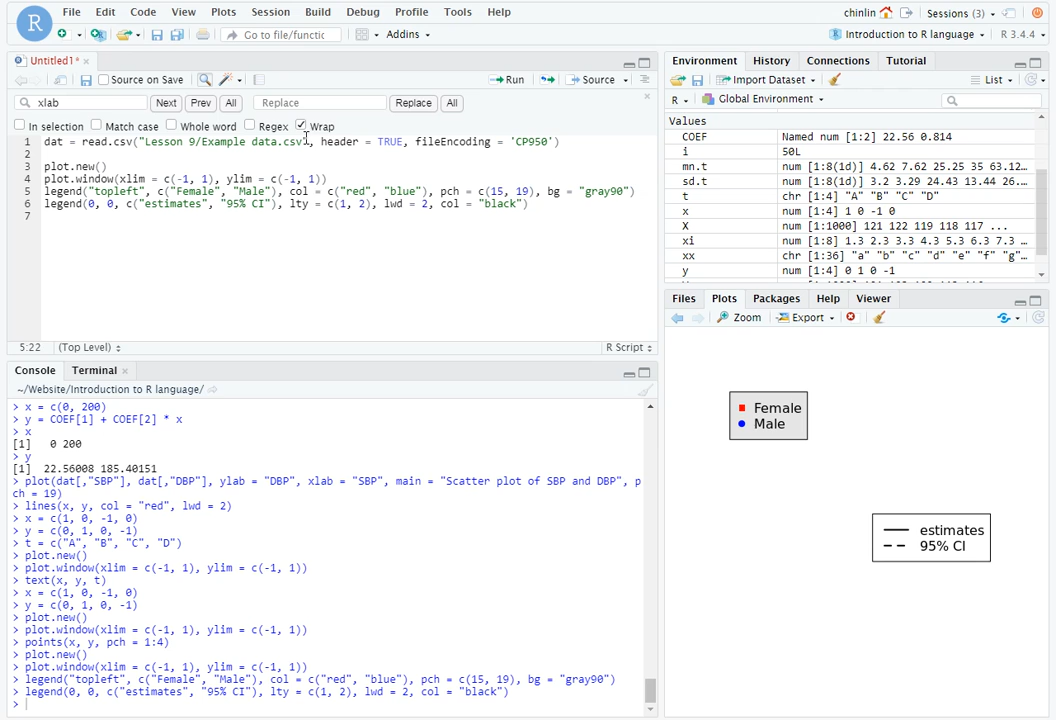 File Edit Code View Plots Session Build Debug Profile Tools Help
chinlin Sessions (3)
Go to file/functic Addins
Introduction to R language R 3.4.4
Untitled1*
Source on Save Run Source
xlab Next Prev All Replace Replace All
In selection Match case Whole word Regex Wrap
1 dat = read.csv("Lesson 9/Example data.csv", header = TRUE, fileEncoding = 'CP950')
2
3 plot.new()
4 plot.window(xlim = c(-1, 1), ylim = c(-1, 1))
5 legend("topleft", c("Female", "Male"), col = c("red", "blue"), pch = c(15, 19), bg = "gray90")
6 legend(0, 0, c("estimates", "95% CI"), lty = c(1, 2), lwd = 2, col = "black")
7
5:22 (Top Level) R Script
Console Terminal
~/Website/Introduction to R language/
> x = c(0, 200)
> y = COEF[1] + COEF[2] * x
> x
[1] 0 200
> y
[1] 22.56008 185.40151
> plot(dat[,"SBP"], dat[,"DBP"], ylab = "DBP", xlab = "SBP", main = "Scatter plot of SBP and DBP", p
ch = 19)
> lines(x, y, col = "red", lwd = 2)
> x = c(1, 0, -1, 0)
> y = c(0, 1, 0, -1)
> t = c("A", "B", "C", "D")
> plot.new()
> plot.window(xlim = c(-1, 1), ylim = c(-1, 1))
> text(x, y, t)
> x = c(1, 0, -1, 0)
> y = c(0, 1, 0, -1)
> plot.new()
> plot.window(xlim = c(-1, 1), ylim = c(-1, 1))
> points(x, y, pch = 1:4)
> plot.new()
> plot.window(xlim = c(-1, 1), ylim = c(-1, 1))
> legend("topleft", c("Female", "Male"), col = c("red", "blue"), pch = c(15, 19), bg = "gray90")
> legend(0, 0, c("estimates", "95% CI"), lty = c(1, 2), lwd = 2, col = "black")
>
Environment History Connections Tutorial
Import Dataset List
R Global Environment
Values
COEF Named num [1:2] 22.56 0.814
i 50L
mn.t num [1:8(1d)] 4.62 7.62 25.25 35 63.12…
sd.t num [1:8(1d)] 3.2 3.29 24.43 13.44 26.…
t chr [1:4] "A" "B" "C" "D"
x num [1:4] 1 0 -1 0
X num [1:1000] 121 122 119 118 117 ...
xi num [1:8] 1.3 2.3 3.3 4.3 5.3 6.3 7.3 …
xx chr [1:36] "a" "b" "c" "d" "e" "f" "g"…
y num [1:4] 0 1 0 -1
Files Plots Packages Help Viewer
Zoom Export
Female
Male
estimates
95% CI